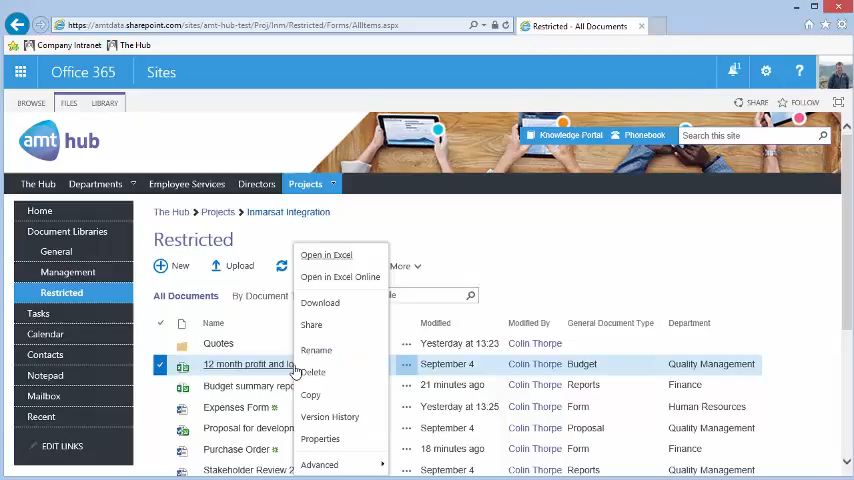 https://amtdata.sharepoint.com/sites/amt-hub-test/Proj/Inm/Restricted/Forms/AllItems.aspx
Restricted - All Documents
Company Intranet
The Hub
Office 365
Sites
11
?
BROWSE
FILES
LIBRARY
SHARE
FOLLOW
amt hub
Knowledge Portal
Phonebook
Search this site
The Hub
Departments
Employee Services
Directors
Projects
Home
Document Libraries
General
Management
Restricted
Tasks
Calendar
Contacts
Notepad
Mailbox
Recent
EDIT LINKS
The Hub > Projects > Inmarsat Integration
Restricted
New
Upload
More
All Documents
By Document
Name
Modified
Modified By
General Document Type
Department
Quotes
Yesterday at 13:23
Colin Thorpe
12 month profit and lo
September 4
Colin Thorpe
Budget
Quality Management
Budget summary repo
21 minutes ago
Colin Thorpe
Reports
Finance
Expenses Form
Yesterday at 13:25
Colin Thorpe
Form
Human Resources
Proposal for developm
September 4
Colin Thorpe
Proposal
Quality Management
Purchase Order
18 minutes ago
Colin Thorpe
Form
Finance
Stakeholder Review 2
September 4
Colin Thorpe
Reports
Quality Management
Open in Excel
Open in Excel Online
Download
Share
Rename
Delete
Copy
Version History
Properties
Advanced